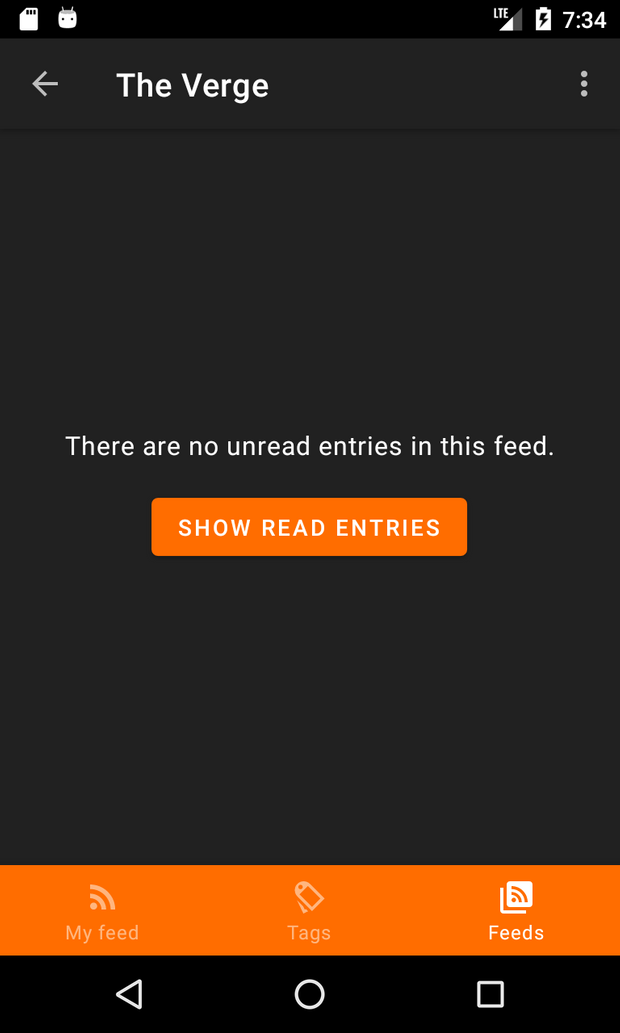 LTE 7:34
The Verge
There are no unread entries in this feed.
SHOW READ ENTRIES
My feed Tags Feeds